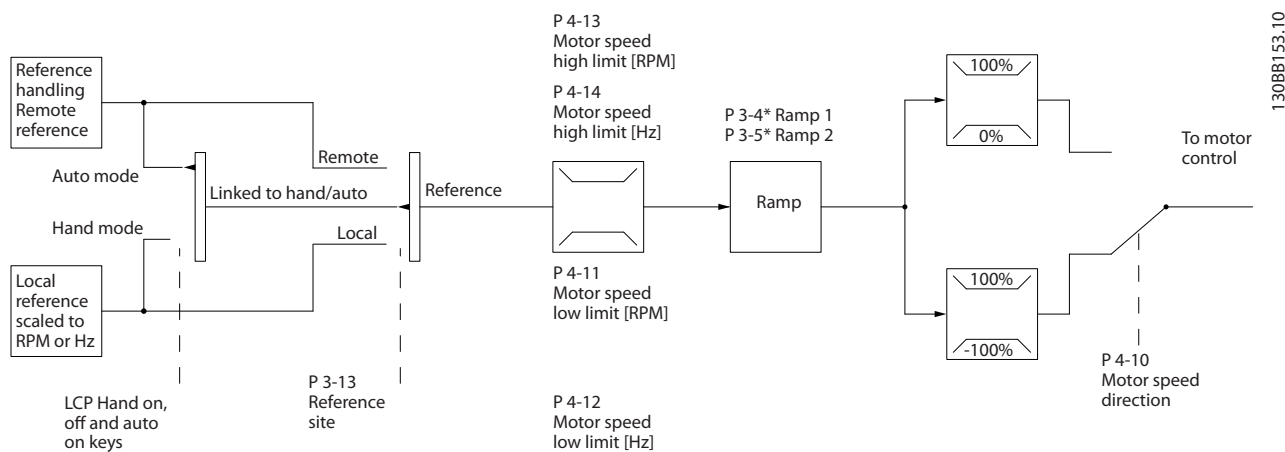 Reference
handling
Remote
reference
Auto mode
Hand mode
Local
reference
scaled to
RPM or Hz
LCP Hand on,
off and auto
on keys
Linked to hand/auto
Remote
Local
P 3-13
Reference
site
Reference
P 4-13
Motor speed
high limit [RPM]
P 4-14
Motor speed
high limit [Hz]
P 4-11
Motor speed
low limit [RPM]
P 4-12
Motor speed
low limit [Hz]
P 3-4* Ramp 1
P 3-5* Ramp 2
Ramp
100%
0%
100%
-100%
To motor
control
P 4-10
Motor speed
direction
130BB153.10